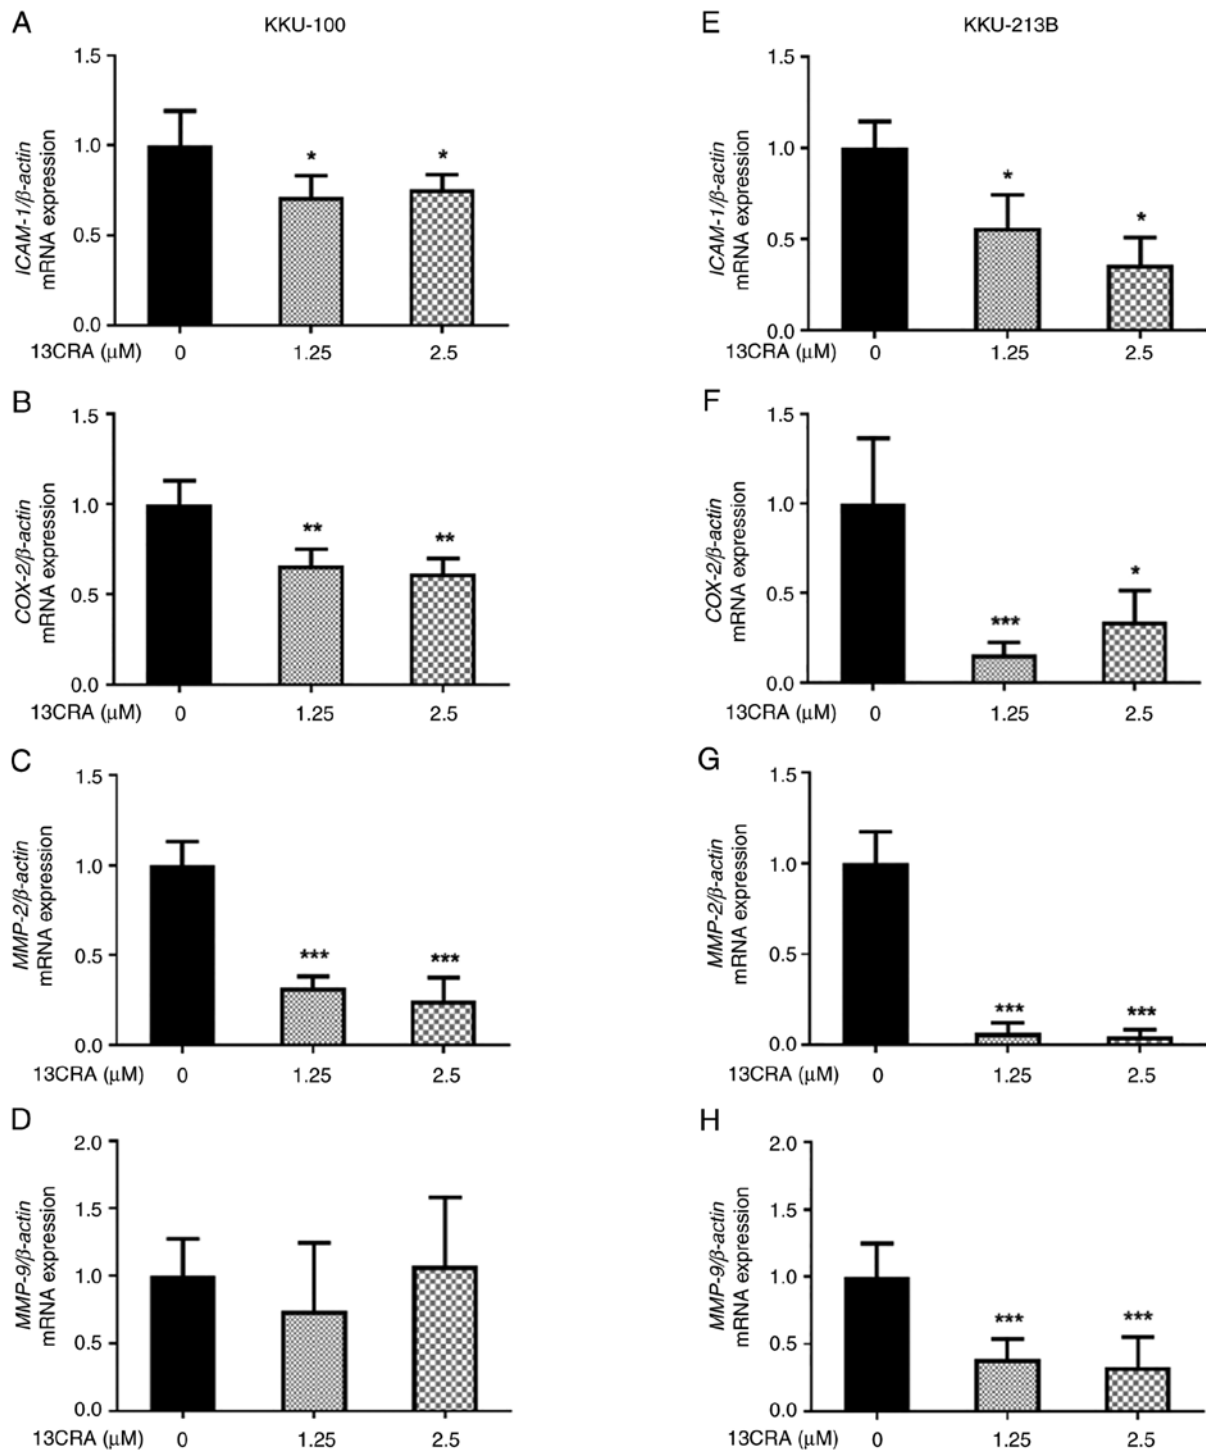 A
KKU-100
1.5
1.0
0.5
0.0
ICAM-1/β-actin
mRNA expression
*
*
13CRA (μM)
0
1.25
2.5
E
KKU-213B
1.5
1.0
0.5
0.0
ICAM-1/β-actin
mRNA expression
*
*
13CRA (μM)
0
1.25
2.5
B
1.5
1.0
0.5
0.0
COX-2/β-actin
mRNA expression
**
**
13CRA (μM)
0
1.25
2.5
F
1.5
1.0
0.5
0.0
COX-2/β-actin
mRNA expression
***
*
13CRA (μM)
0
1.25
2.5
C
1.5
1.0
0.5
0.0
MMP-2/β-actin
mRNA expression
***
***
13CRA (μM)
0
1.25
2.5
G
1.5
1.0
0.5
0.0
MMP-2/β-actin
mRNA expression
***
***
13CRA (μM)
0
1.25
2.5
D
2.0
1.5
1.0
0.5
0.0
MMP-9/β-actin
mRNA expression
13CRA (μM)
0
1.25
2.5
H
2.0
1.5
1.0
0.5
0.0
MMP-9/β-actin
mRNA expression
***
***
13CRA (μM)
0
1.25
2.5